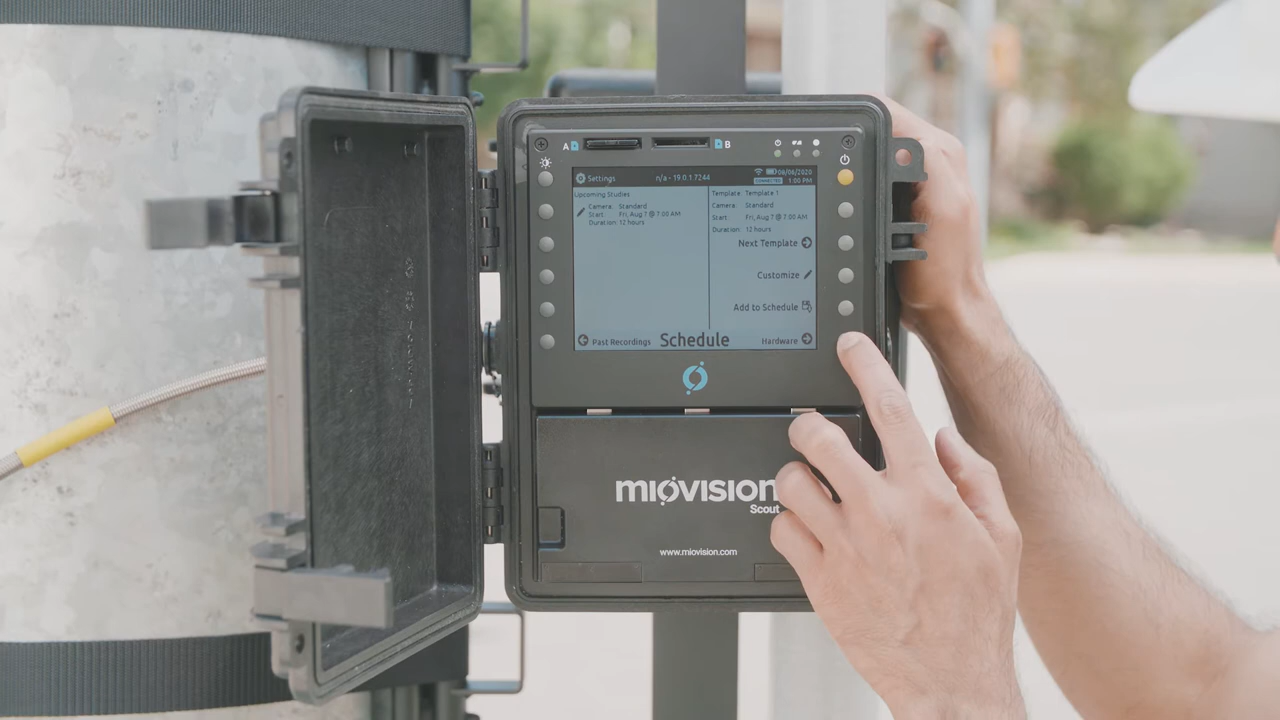 A B
Settings n/a - 19.0.1.7244 08/06/2020
CONNECTED 1:00 PM
Upcoming Studies
Camera: Standard
Start: Fri, Aug 7 @ 7:00 AM
Duration: 12 hours
Template: Template 1
Camera: Standard
Start: Fri, Aug 7 @ 7:00 AM
Duration: 12 hours
Next Template
Customize
Add to Schedule
Past Recordings Schedule Hardware
miovision
Scout
www.miovision.com